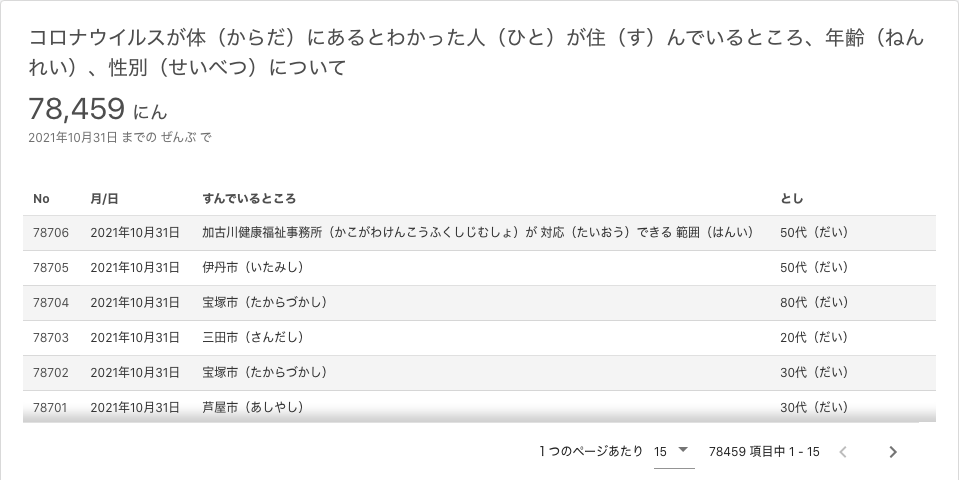 コロナウイルスが体（からだ）にあるとわかった人（ひと）が住（す）んでいるところ、年齢（ねん
れい）、性別（せいべつ）について
78,459 にん
2021年10月31日 までの ぜんぶ で
No 月/日 すんでいるところ とし
78706 2021年10月31日 加古川健康福祉事務所（かこがわけんこうふくしじむしょ）が 対応（たいおう）できる 範囲（はんい） 50代（だい）
78705 2021年10月31日 伊丹市（いたみし） 50代（だい）
78704 2021年10月31日 宝塚市（たからづかし） 80代（だい）
78703 2021年10月31日 三田市（さんだし） 20代（だい）
78702 2021年10月31日 宝塚市（たからづかし） 30代（だい）
78701 2021年10月31日 芦屋市（あしやし） 30代（だい）
1 つのページあたり 15 78459 項目中 1 - 15